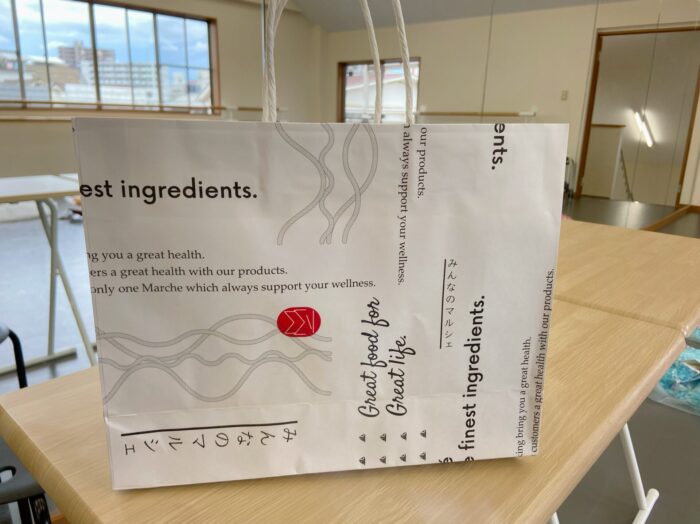 est ingredients.
ng you a great health.
ers a great health with our products.
only one Marche which always support your wellness.
みんなのマルシェ
Great food for
Great life.
our products.
always support your wellness.
ents.
みんなのマルシェ
finest ingredients.
king bring you a great health.
customers a great health with our products.